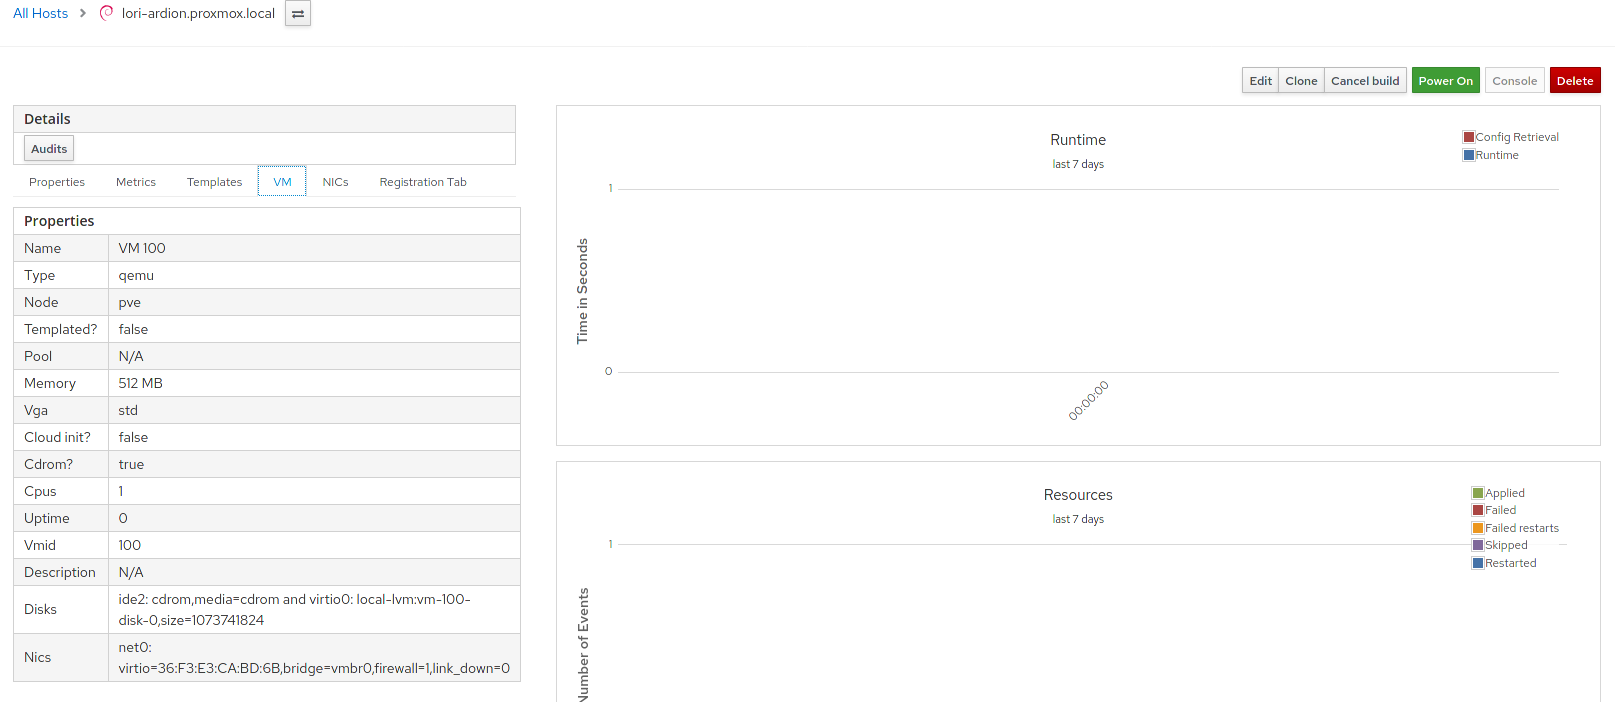 All Hosts lori-ardion.proxmox.local
Edit Clone Cancel build Power On Console Delete
Details
Audits
Properties Metrics Templates VM NICs Registration Tab
Properties
Name VM 100
Type qemu
Node pve
Templated? false
Pool N/A
Memory 512 MB
Vga std
Cloud init? false
Cdrom? true
Cpus 1
Uptime 0
Vmid 100
Description N/A
Disks ide2: cdrom,media=cdrom and virtio0: local-lvm:vm-100-
disk-0,size=1073741824
Nics net0:
virtio=36:F3:E3:CA:BD:6B,bridge=vmbr0,firewall=1,link_down=0
Runtime
last 7 days
Config Retrieval
Runtime
1
Time in Seconds
0
00:00:00
Resources
last 7 days
Applied
Failed
Failed restarts
Skipped
Restarted
1
Number of Events